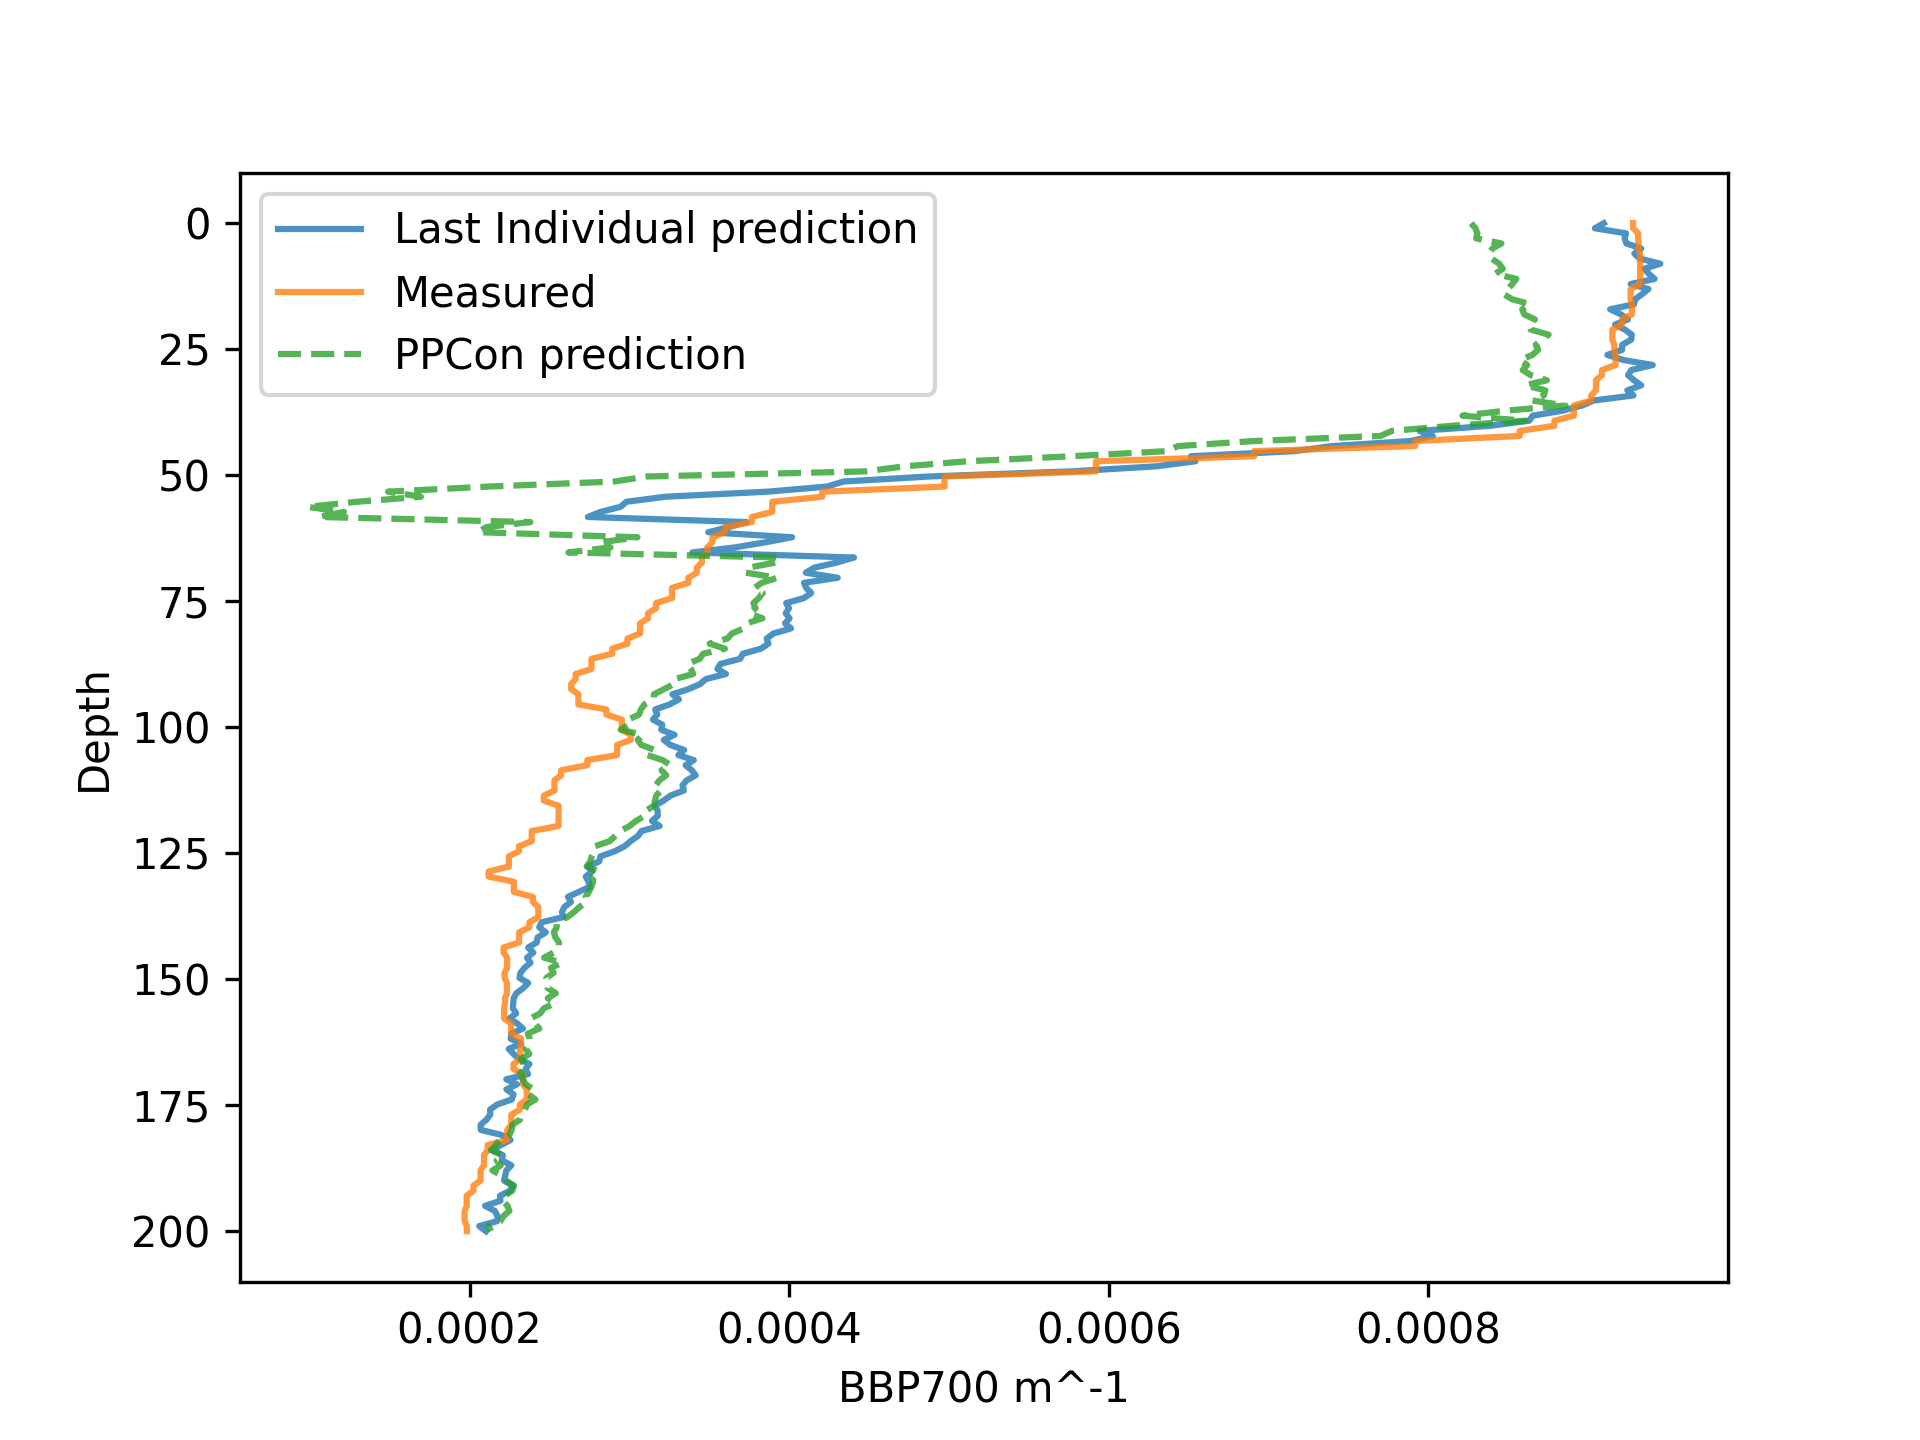 Last Individual prediction
Measured
PPCon prediction
0
25
50
75
100
125
150
175
200
Depth
0.0002 0.0004 0.0006 0.0008
BBP700 m^-1